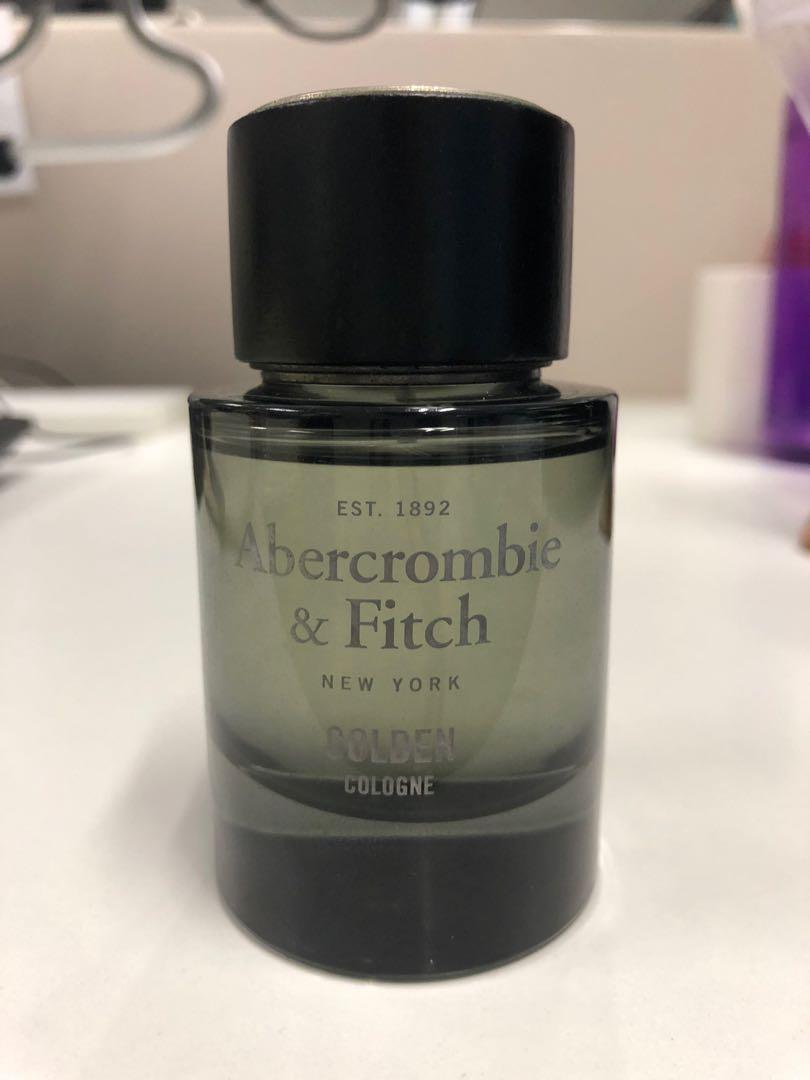 EST. 1892
Abercrombie
& Fitch
NEW YORK
GOLDEN
COLOGNE